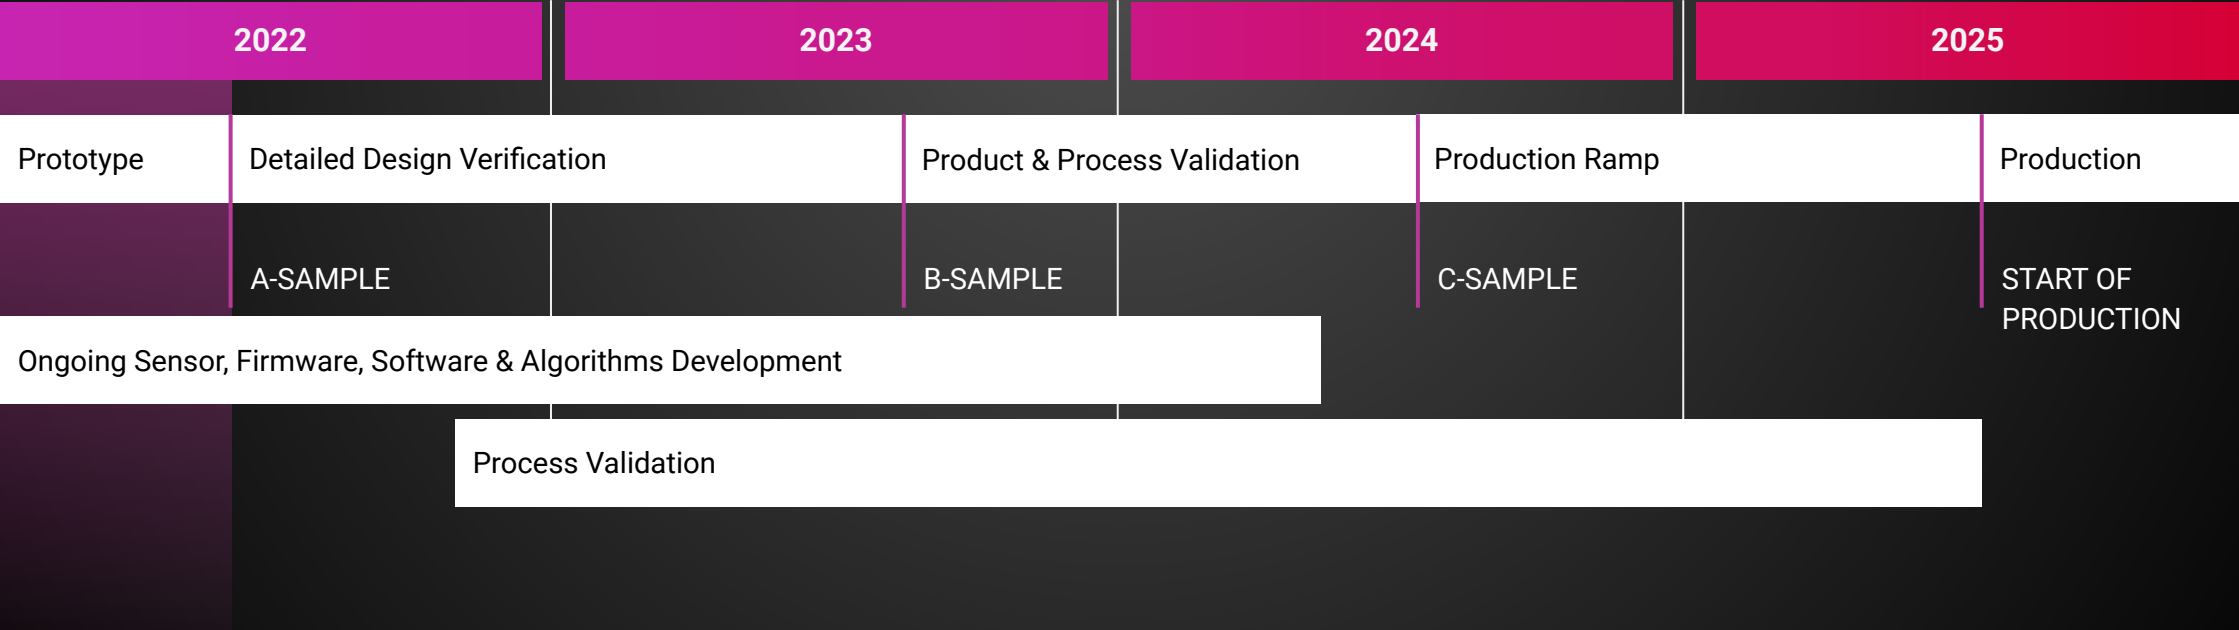 2022
2023
2024
2025
Prototype
Detailed Design Verification
Product & Process Validation
Production Ramp
Production
A-SAMPLE
B-SAMPLE
C-SAMPLE
START OF
PRODUCTION
Ongoing Sensor, Firmware, Software & Algorithms Development
Process Validation